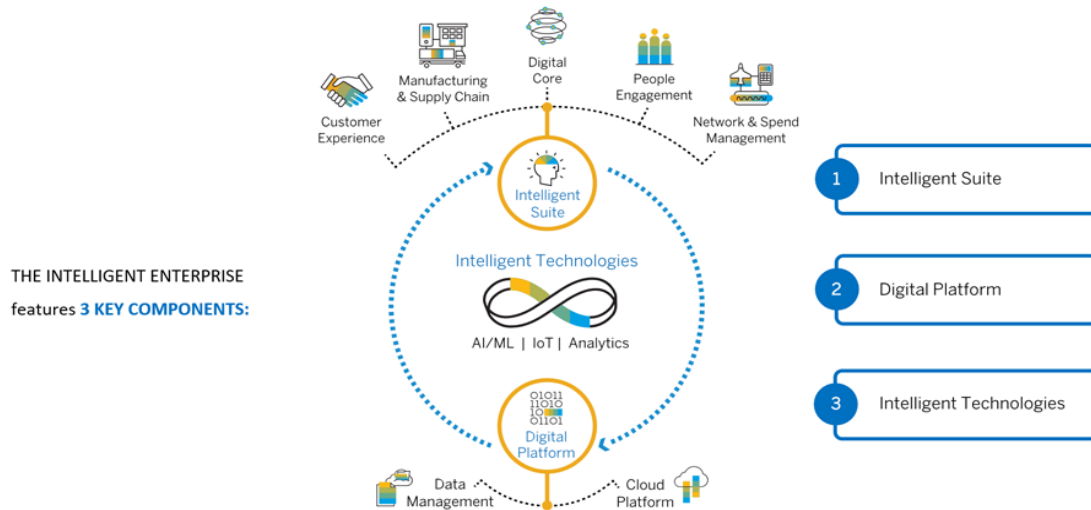 THE INTELLIGENT ENTERPRISE
features 3 KEY COMPONENTS:
Customer
Experience
Manufacturing
& Supply Chain
Digital
Core
People
Engagement
Network & Spend
Management
Intelligent
Suite
Intelligent Technologies
AI/ML | IoT | Analytics
01011
11010
10
01101
Digital
Platform
Data
Management
Cloud
Platform
1 Intelligent Suite
2 Digital Platform
3 Intelligent Technologies